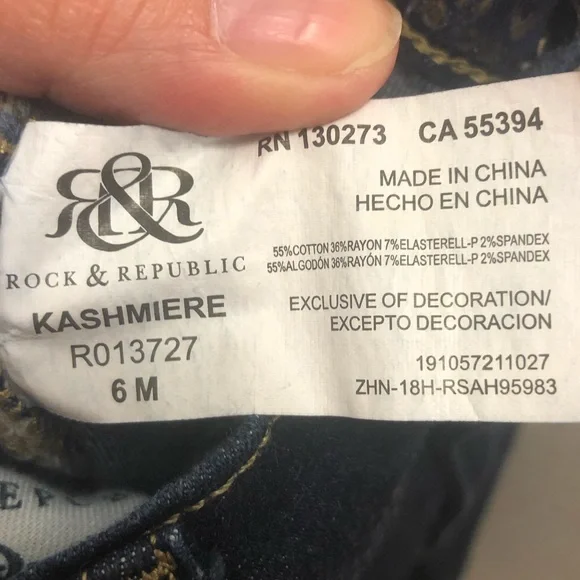 R&R
ROCK & REPUBLIC
KASHMIERE
R013727
6 M
RN 130273 CA 55394
MADE IN CHINA
HECHO EN CHINA
55%COTTON 36%RAYON 7%ELASTERELL-P 2%SPANDEX
55%ALGODÓN 36%RAYÓN 7%ELASTERELL-P 2%SPANDEX
EXCLUSIVE OF DECORATION/
EXCEPTO DECORACION
191057211027
ZHN-18H-RSAH95983